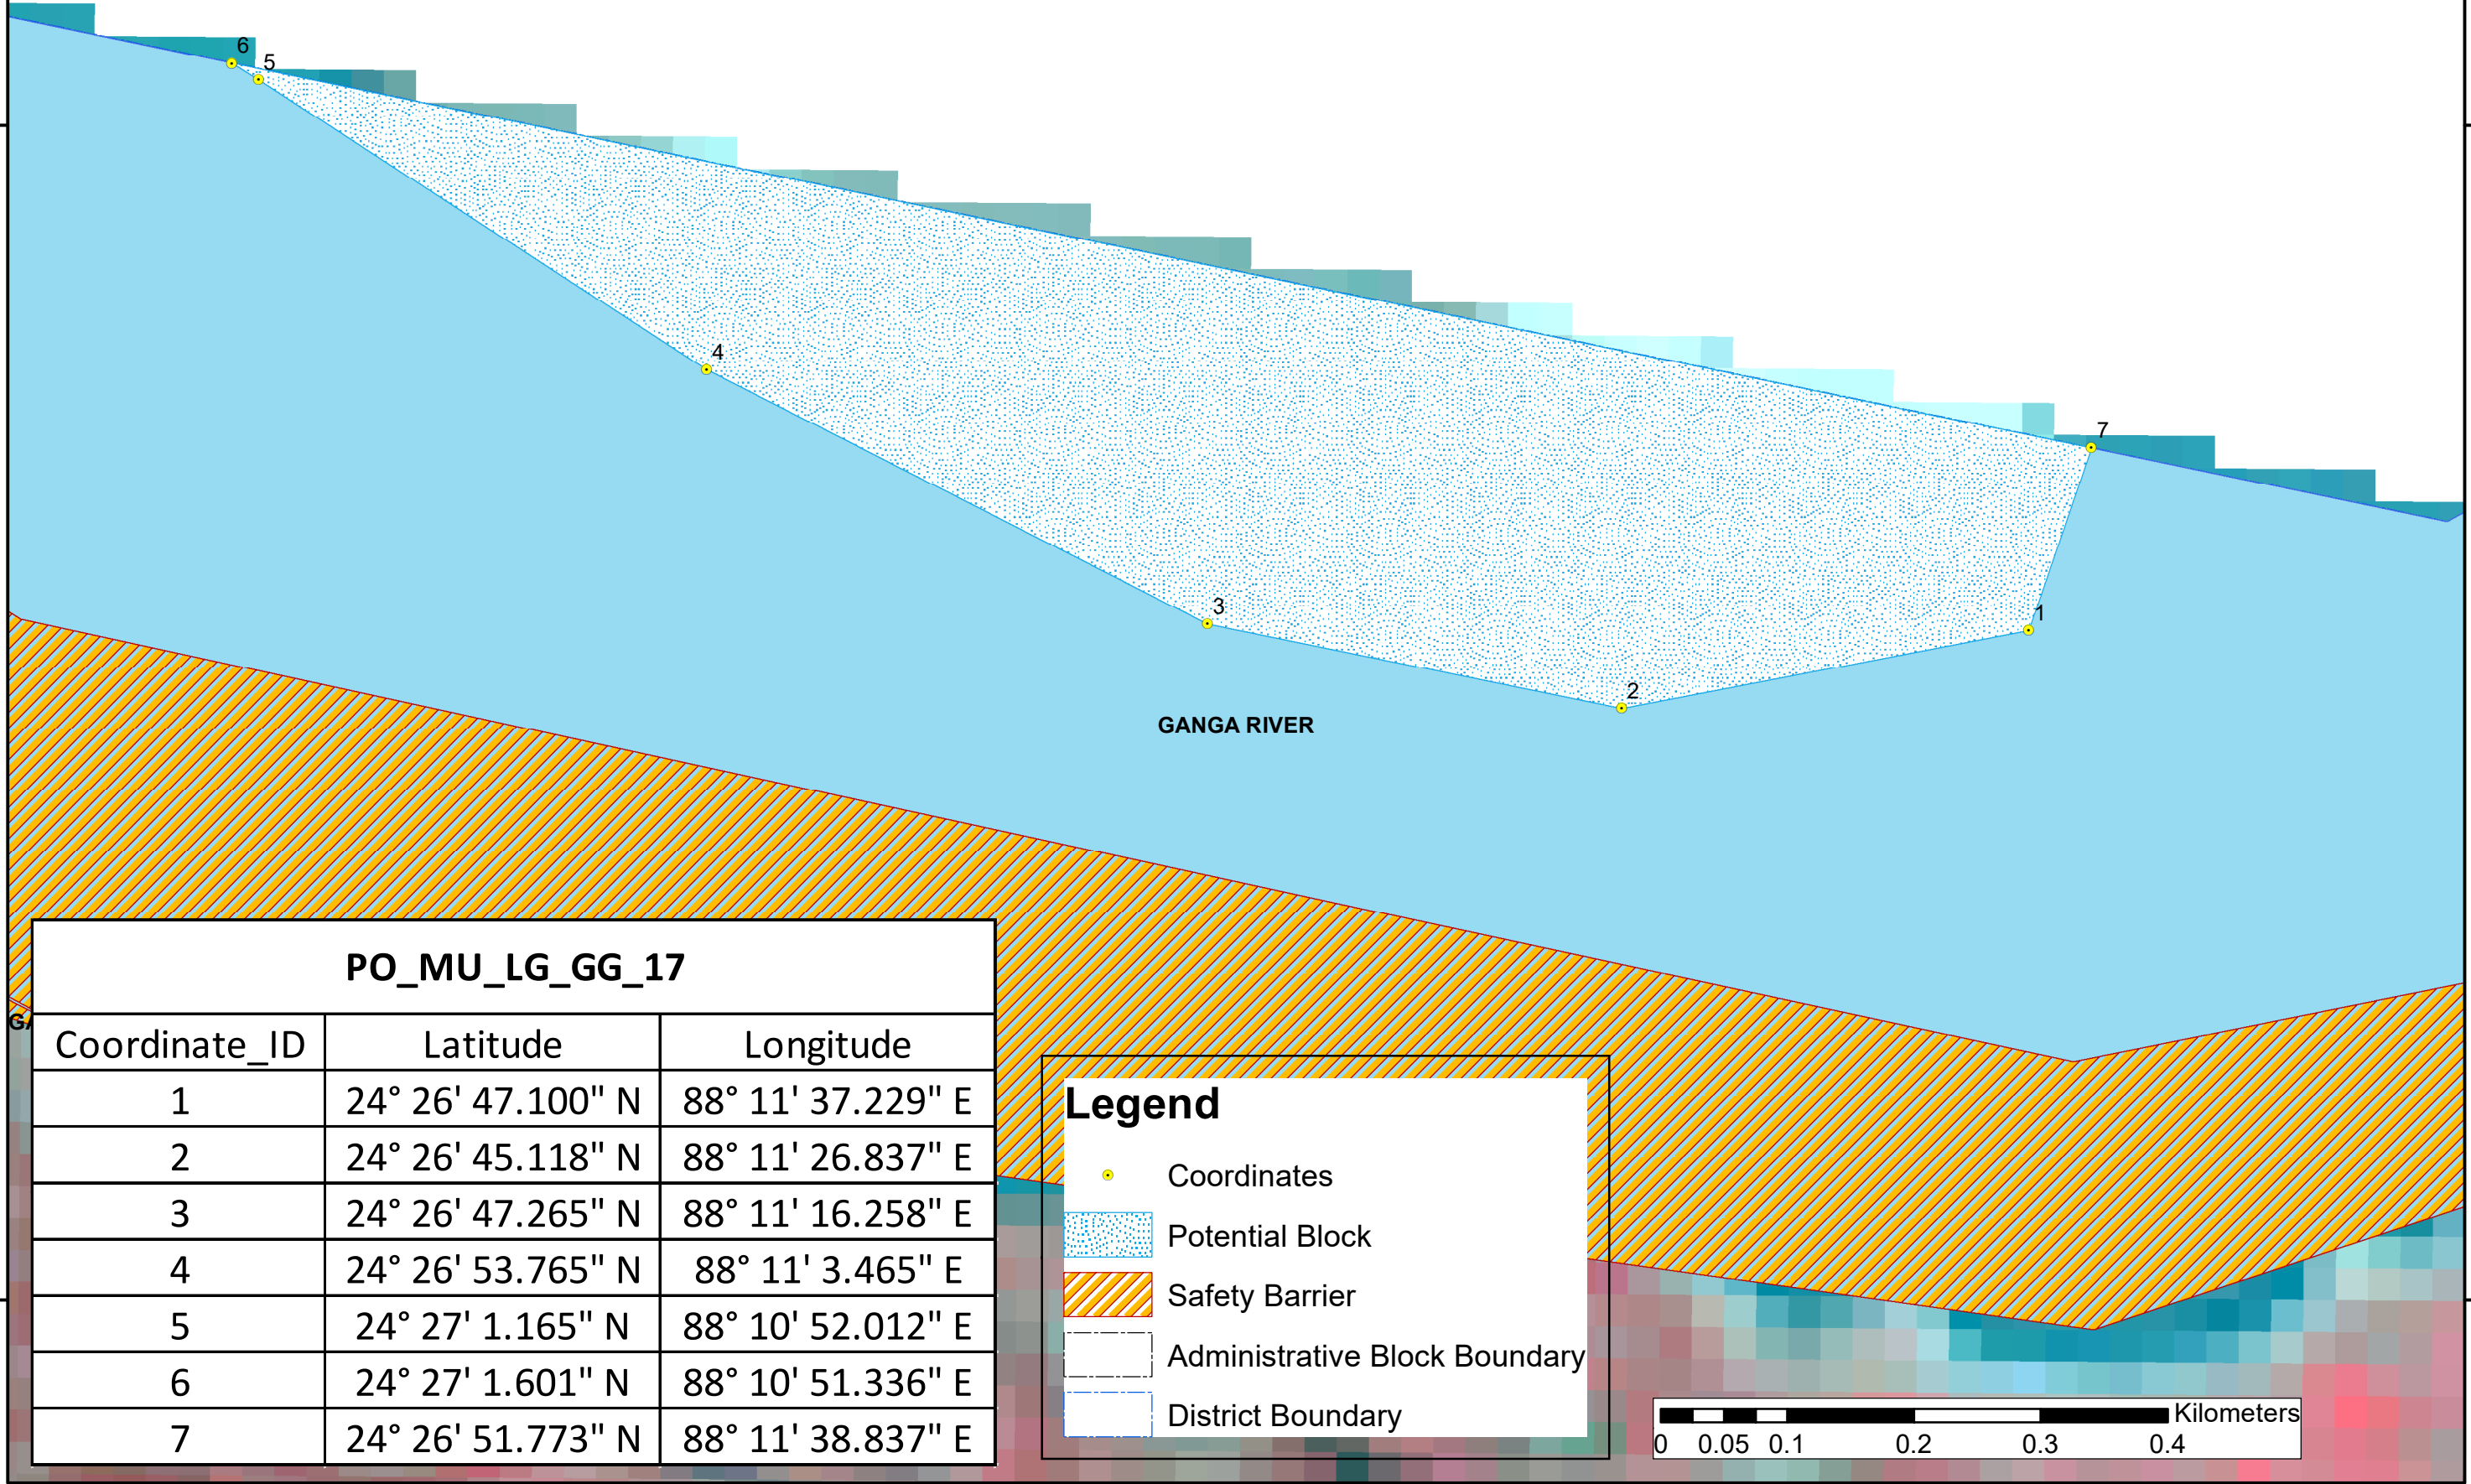 6
5
4
7
3
1
2
GANGA RIVER
PO_MU_LG_GG_17
GA
Coordinate_ID Latitude Longitude
1 24° 26' 47.100" N 88° 11' 37.229" E
2 24° 26' 45.118" N 88° 11' 26.837" E
3 24° 26' 47.265" N 88° 11' 16.258" E
4 24° 26' 53.765" N 88° 11' 3.465" E
5 24° 27' 1.165" N 88° 10' 52.012" E
6 24° 27' 1.601" N 88° 10' 51.336" E
7 24° 26' 51.773" N 88° 11' 38.837" E
Legend
Coordinates
Potential Block
Safety Barrier
Administrative Block Boundary
District Boundary
Kilometers
0 0.05 0.1 0.2 0.3 0.4